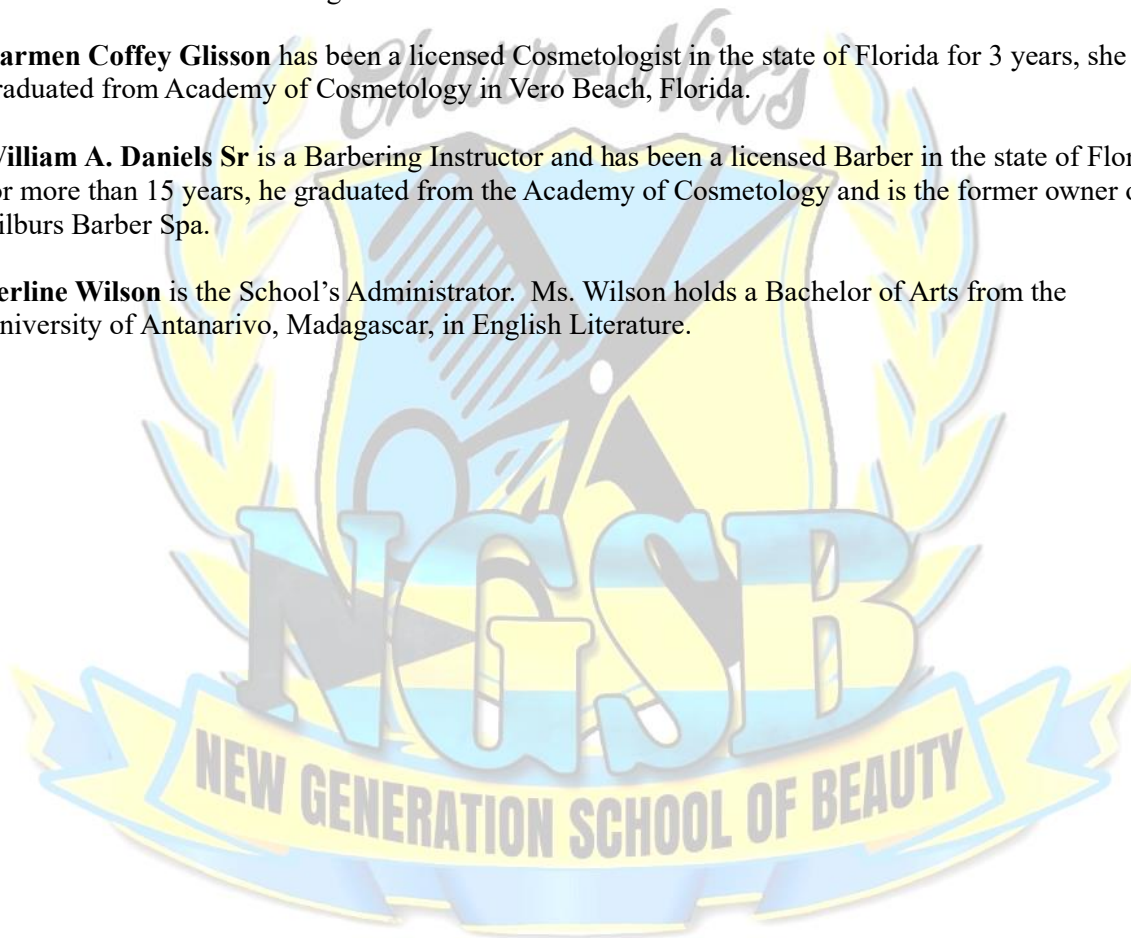 armen Coffey Glisson has been a licensed Cosmetologist in the state of Florida for 3 years, she
raduated from Academy of Cosmetology in Vero Beach, Florida.
illiam A. Daniels Sr is a Barbering Instructor and has been a licensed Barber in the state of Flor
or more than 15 years, he graduated from the Academy of Cosmetology and is the former owner o
ilburs Barber Spa.
erline Wilson is the School's Administrator. Ms. Wilson holds a Bachelor of Arts from the
niversity of Antanarivo, Madagascar, in English Literature.
Charr-Nix's
NGSB
NEW GENERATION SCHOOL OF BEAUTY